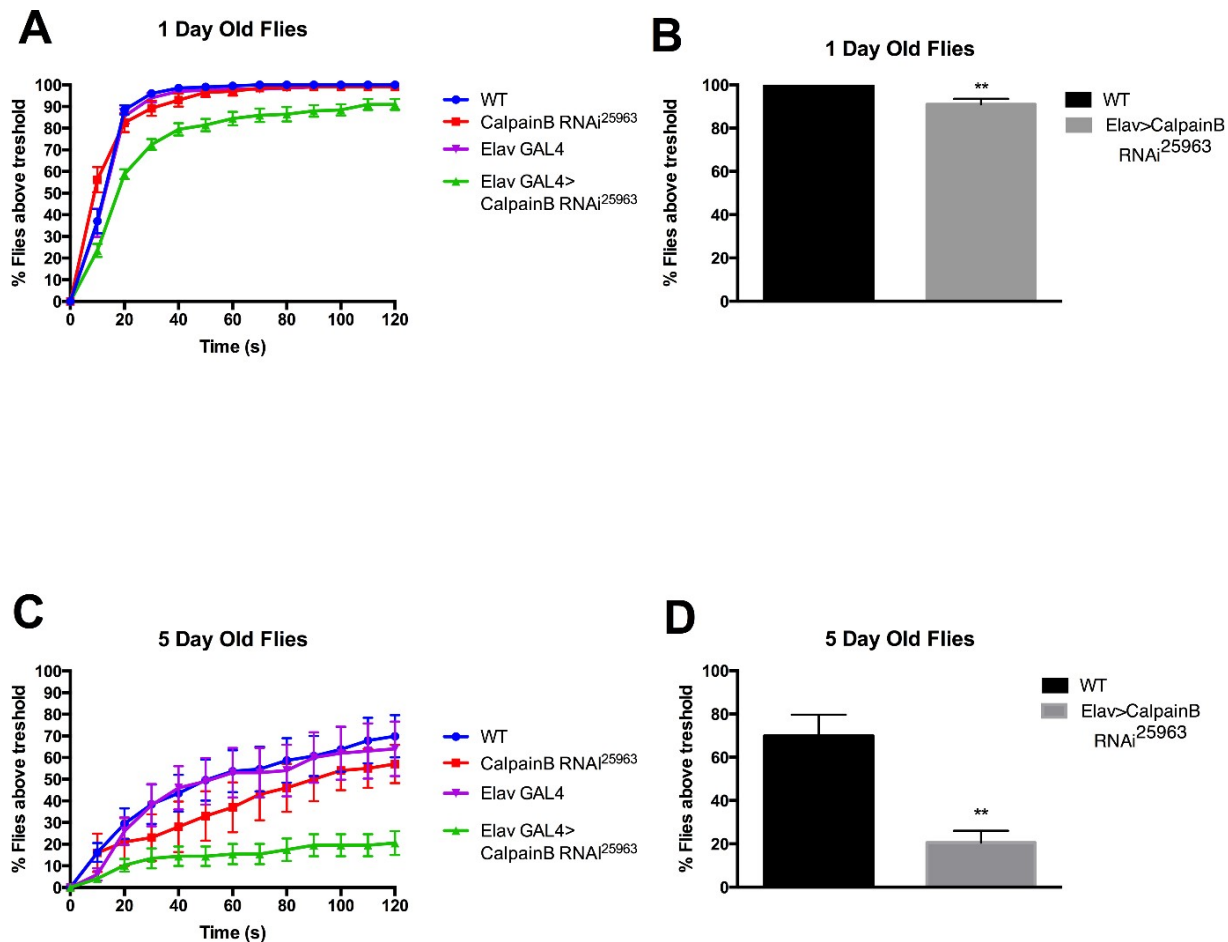 A
1 Day Old Flies
% Flies above treshold
100
90
80
70
60
50
40
30
20
10
0
0 20 40 60 80 100 120
Time (s)
WT
CalpainB RNAi25963
Elav GAL4
Elav GAL4>
CalpainB RNAi25963
B
1 Day Old Flies
% Flies above treshold
100
80
60
40
20
0
**
WT
Elav>CalpainB
RNAi25963
C
5 Day Old Flies
% Flies above treshold
100
90
80
70
60
50
40
30
20
10
0
0 20 40 60 80 100 120
Time (s)
WT
CalpainB RNAi25963
Elav GAL4
Elav GAL4>
CalpainB RNAI25963
D
5 Day Old Flies
% Flies above treshold
100
80
60
40
20
0
**
WT
Elav>CalpainB
RNAi25963